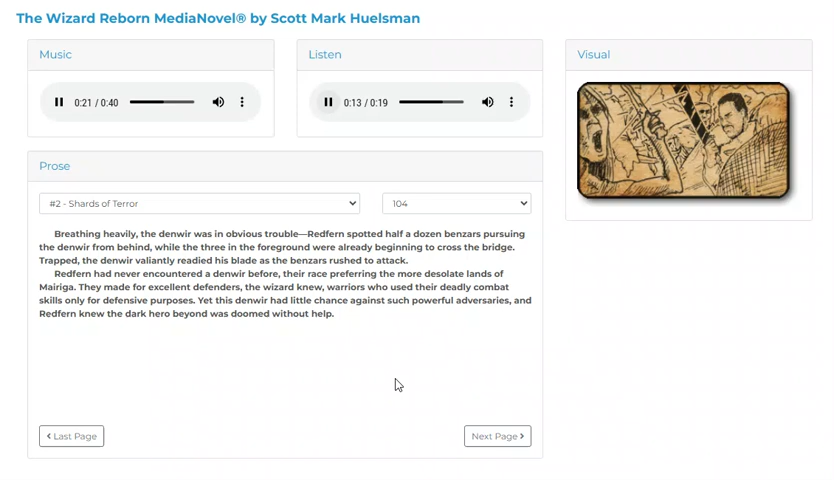 The Wizard Reborn MediaNovel® by Scott Mark Huelsman
Music
Listen
Visual
0:21 / 0:40
0:13 / 0:19
Prose
#2 - Shards of Terror
104
Breathing heavily, the denwir was in obvious trouble—Redfern spotted half a dozen benzars pursuing
the denwir from behind, while the three in the foreground were already beginning to cross the bridge.
Trapped, the denwir valiantly readied his blade as the benzars rushed to attack.
Redfern had never encountered a denwir before, their race preferring the more desolate lands of
Mairiga. They made for excellent defenders, the wizard knew, warriors who used their deadly combat
skills only for defensive purposes. Yet this denwir had little chance against such powerful adversaries, and
Redfern knew the dark hero beyond was doomed without help.
Last Page
Next Page